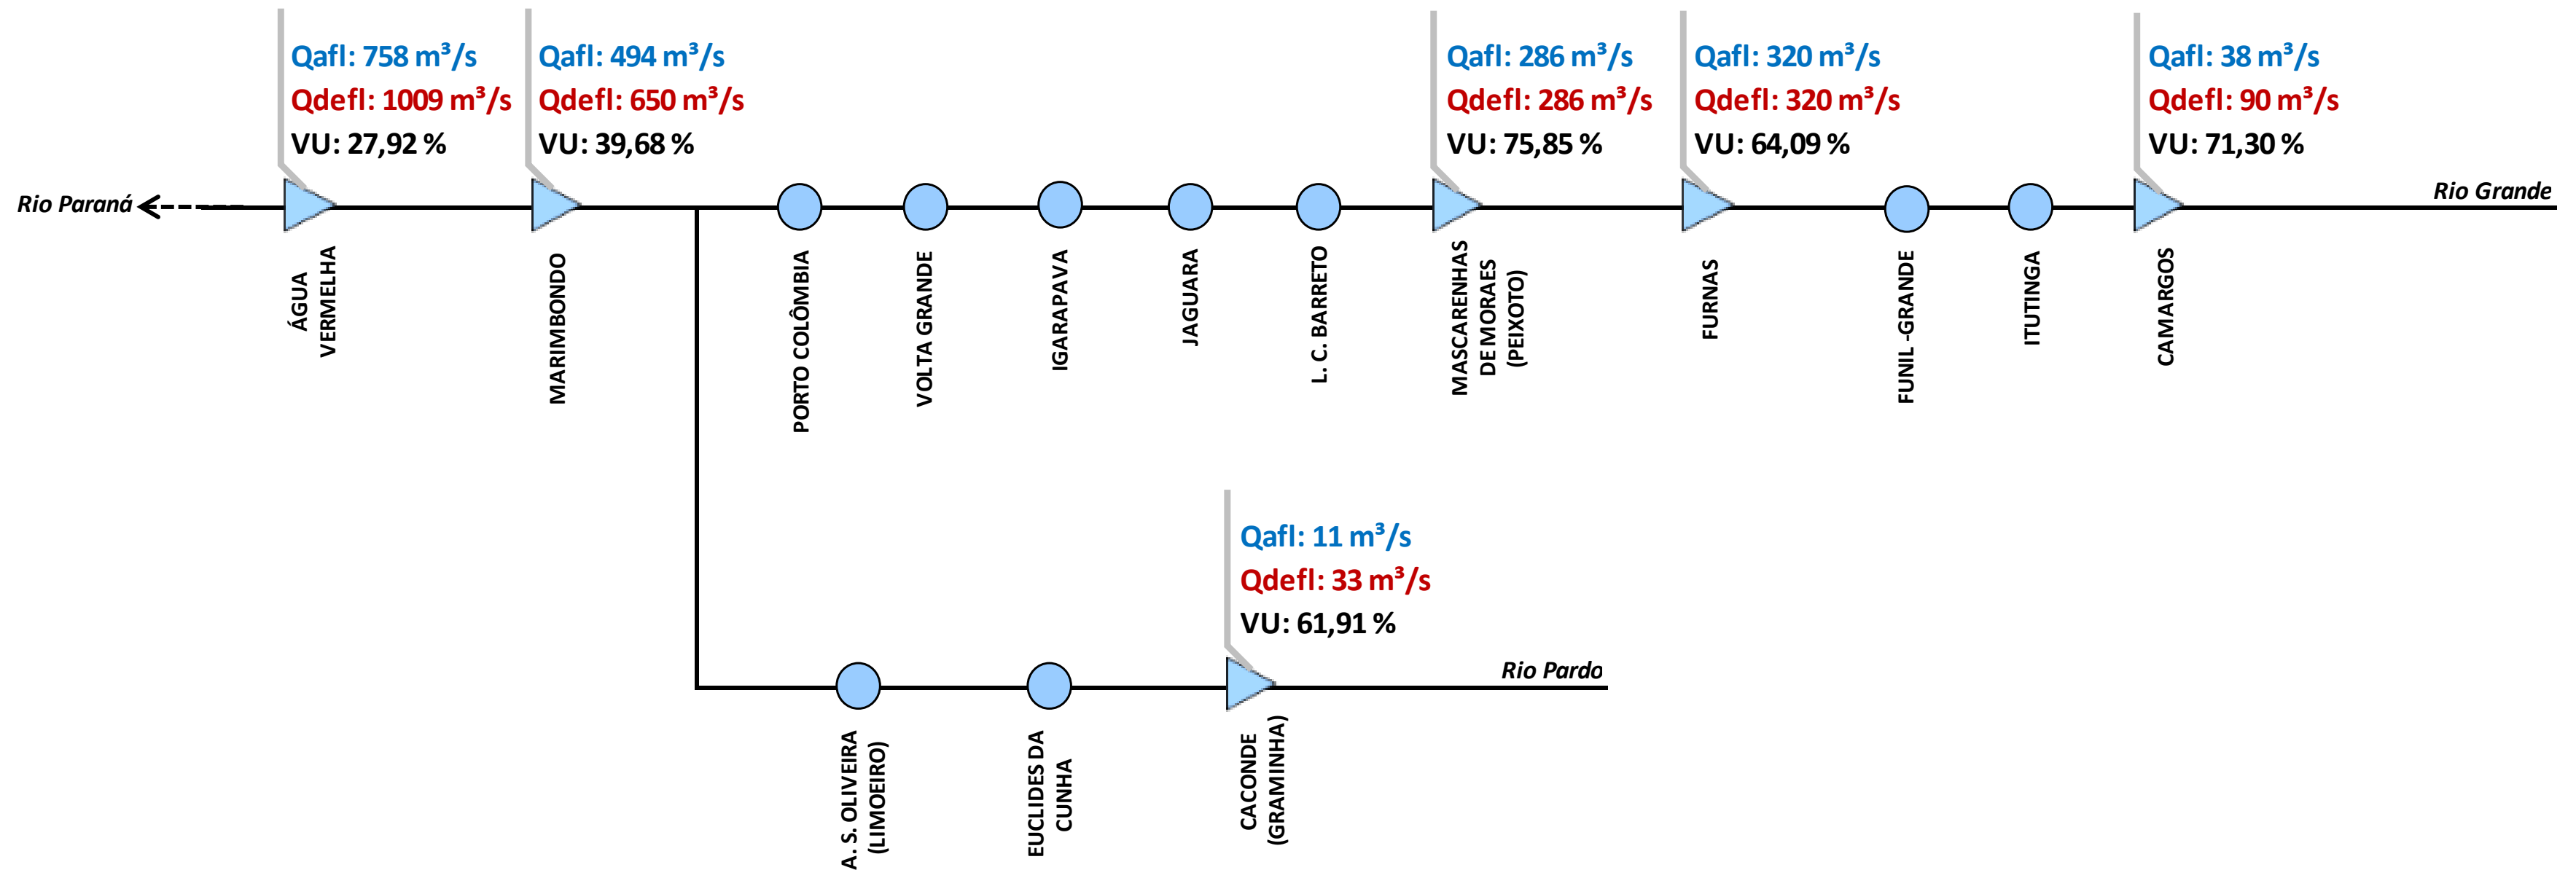 Qafl: 758 m³/s
Qdefl: 1009 m³/s
VU: 27,92 %
Qafl: 494 m³/s
Qdefl: 650 m³/s
VU: 39,68 %
Qafl: 286 m³/s
Qdefl: 286 m³/s
VU: 75,85 %
Qafl: 320 m³/s
Qdefl: 320 m³/s
VU: 64,09 %
Qafl: 38 m³/s
Qdefl: 90 m³/s
VU: 71,30 %
Rio Paraná
Rio Grande
ÁGUA
VERMELHA
MARIMBONDO
PORTO COLÔMBIA
VOLTA GRANDE
IGARAPAVA
JAGUARA
L. C. BARRETO
MASCARENHAS
DE MORAES
(PEIXOTO)
FURNAS
FUNIL -GRANDE
ITUTINGA
CAMARGOS
Qafl: 11 m³/s
Qdefl: 33 m³/s
VU: 61,91 %
Rio Pardo
A. S. OLIVEIRA
(LIMOEIRO)
EUCLIDES DA
CUNHA
CACONDE
(GRAMINHA)